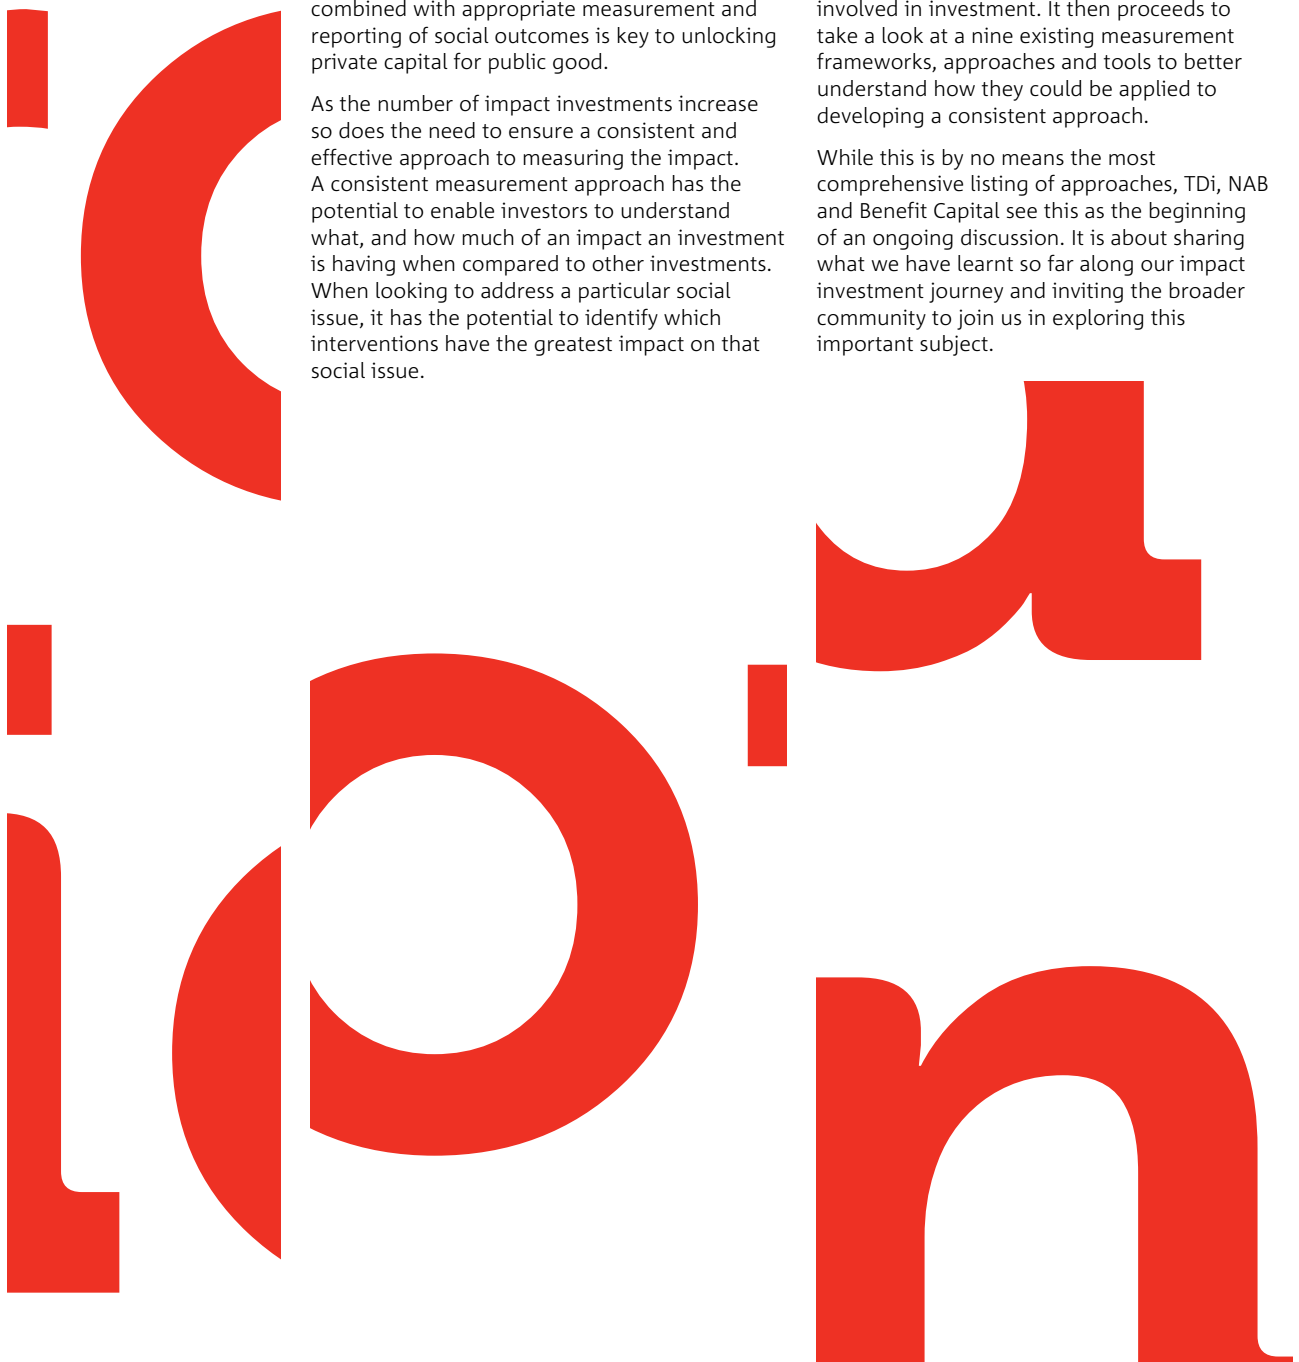 combined with appropriate measurement and
reporting of social outcomes is key to unlocking
private capital for public good.
As the number of impact investments increase
so does the need to ensure a consistent and
effective approach to measuring the impact.
A consistent measurement approach has the
potential to enable investors to understand
what, and how much of an impact an investment
is having when compared to other investments.
When looking to address a particular social
issue, it has the potential to identify which
interventions have the greatest impact on that
social issue.
involved in investment. It then proceeds to
take a look at a nine existing measurement
frameworks, approaches and tools to better
understand how they could be applied to
developing a consistent approach.
While this is by no means the most
comprehensive listing of approaches, TDi, NAB
and Benefit Capital see this as the beginning
of an ongoing discussion. It is about sharing
what we have learnt so far along our impact
investment journey and inviting the broader
community to join us in exploring this
important subject.